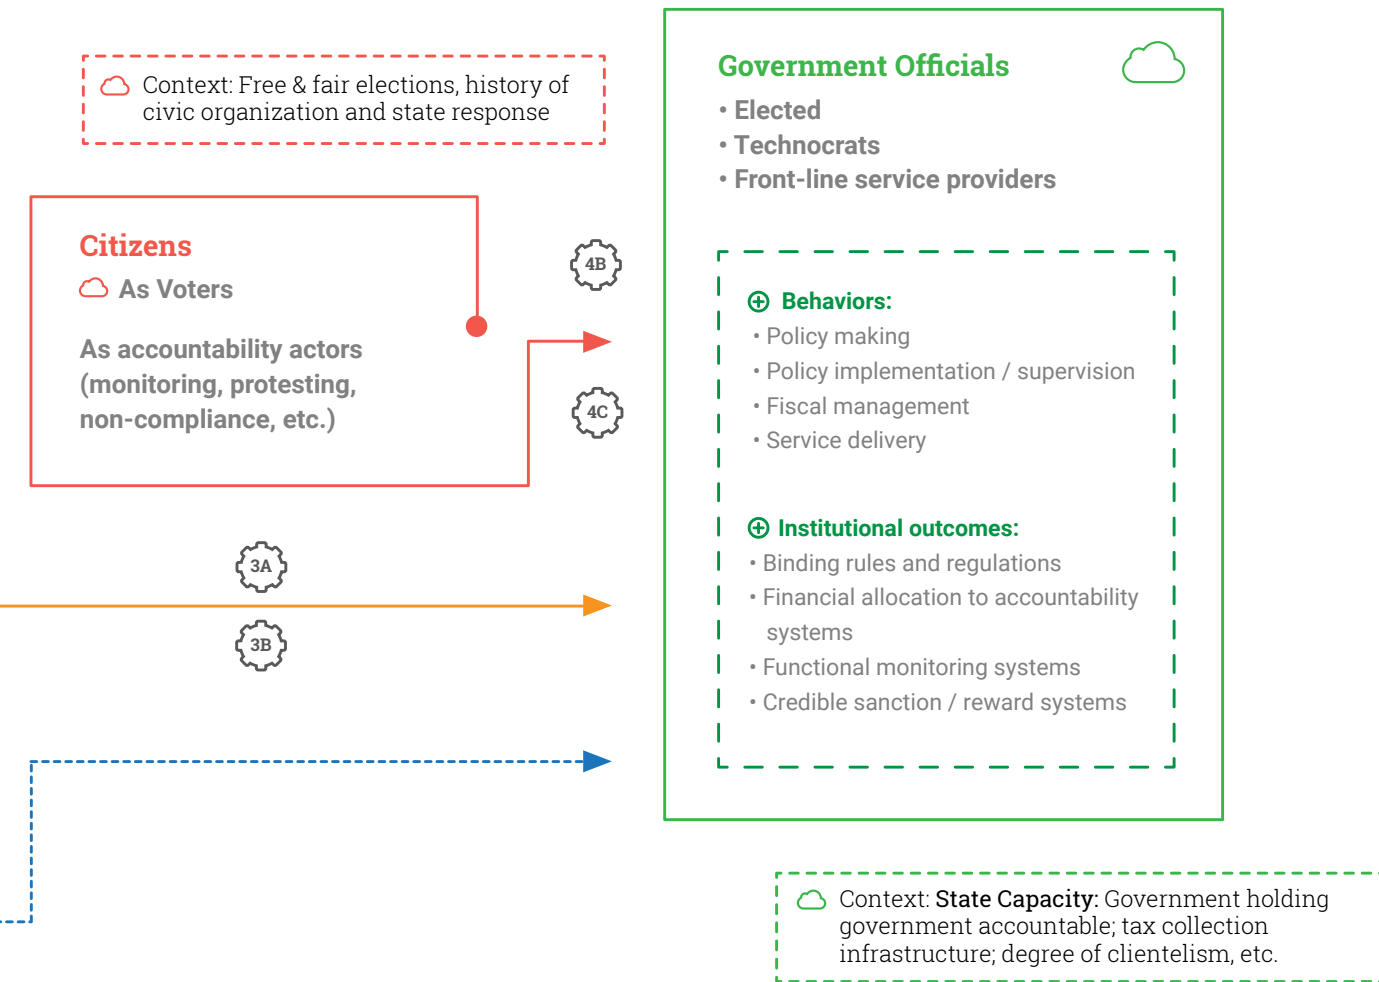 Context: Free & fair elections, history of
civic organization and state response
Citizens
As Voters
As accountability actors
(monitoring, protesting,
non-compliance, etc.)
4B
4C
3A
3B
Government Officials
• Elected
• Technocrats
• Front-line service providers
Behaviors:
• Policy making
• Policy implementation / supervision
• Fiscal management
• Service delivery
Institutional outcomes:
• Binding rules and regulations
• Financial allocation to accountability
systems
• Functional monitoring systems
• Credible sanction / reward systems
Context: State Capacity: Government holding
government accountable; tax collection
infrastructure; degree of clientelism, etc.